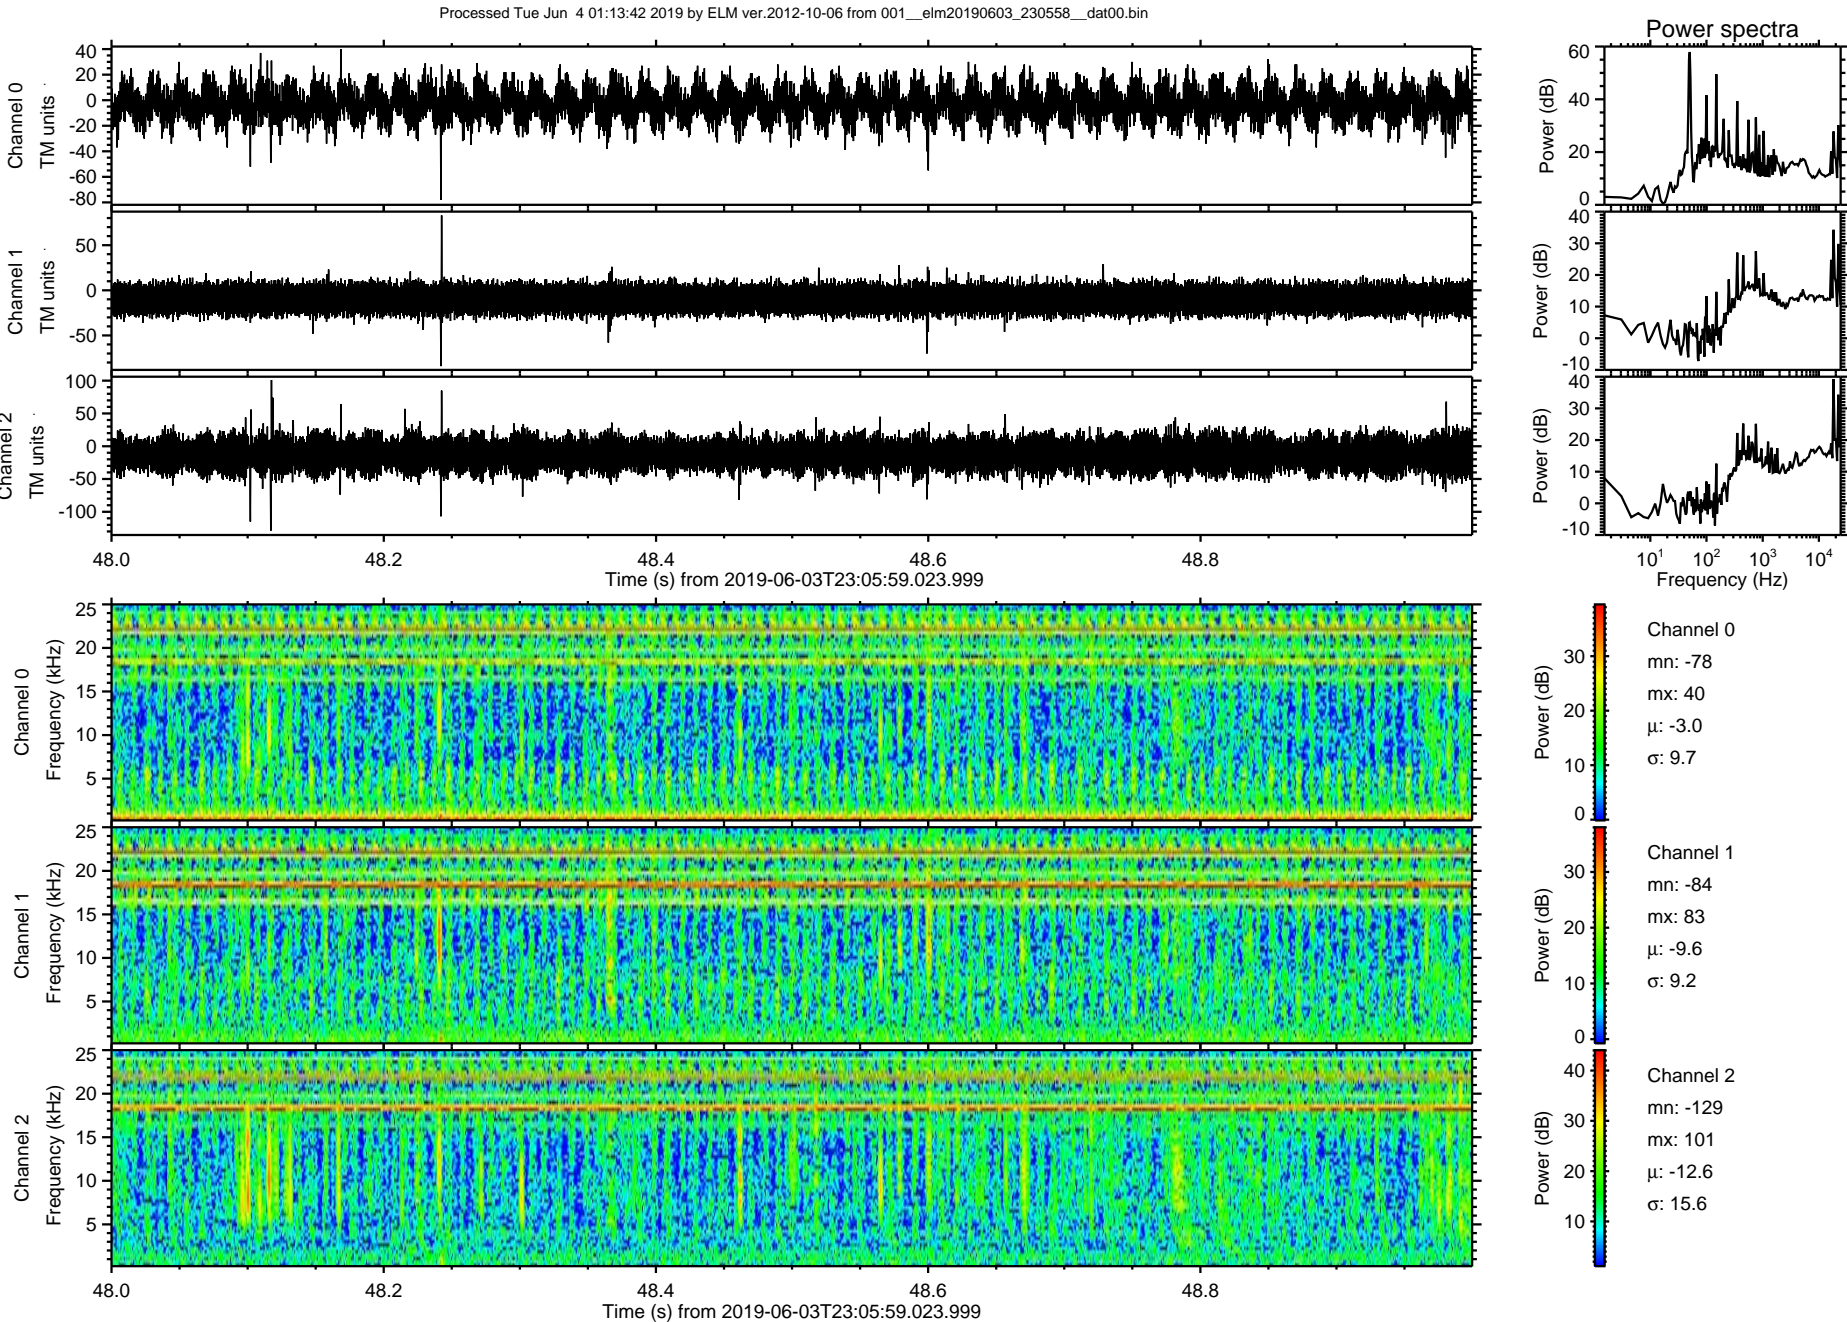 Processed Tue Jun  4 01:13:42 2019 by ELM ver.2012-10-06 from 001__elm20190603_230558__dat00.bin
Power spectra
Channel 0
TM units
40
20
0
-20
-40
-60
-80
Power (dB)
60
40
20
0
Channel 1
TM units
50
0
-50
Power (dB)
40
30
20
10
0
-10
Channel 2
TM units
100
50
0
-50
-100
Power (dB)
40
30
20
10
0
-10
48.0 48.2 48.4 48.6 48.8
Time (s) from 2019-06-03T23:05:59.023.999
10^1 10^2 10^3 10^4
Frequency (Hz)
Channel 0
Frequency (kHz)
25
20
15
10
5
Power (dB)
30
20
10
0
Channel 0
mn: -78
mx: 40
μ: -3.0
σ: 9.7
Channel 1
Frequency (kHz)
25
20
15
10
5
Power (dB)
30
20
10
0
Channel 1
mn: -84
mx: 83
μ: -9.6
σ: 9.2
Channel 2
Frequency (kHz)
25
20
15
10
5
Power (dB)
40
30
20
10
Channel 2
mn: -129
mx: 101
μ: -12.6
σ: 15.6
48.0 48.2 48.4 48.6 48.8
Time (s) from 2019-06-03T23:05:59.023.999